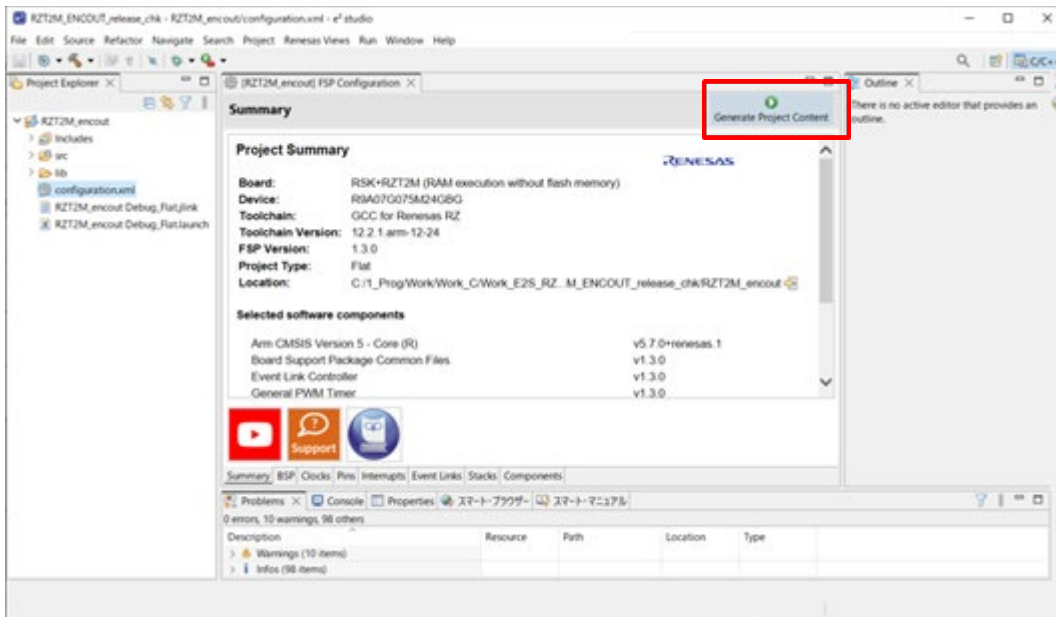 RZT2M_ENCOUT_release_chk - RZT2M_encout/configuration.xml - e² studio
File Edit Source Refactor Navigate Search Project Renesas Views Run Window Help
C/C++
Project Explorer
[RZT2M_encout] FSP Configuration
Outline
Summary
Generate Project Content
There is no active editor that provides an outline.
RZT2M_encout
Includes
src
lib
configuration.xml
RZT2M_encout Debug_Flat.jlink
RZT2M_encout Debug_Flat.launch
Project Summary
RENESAS
Board: RSK+RZT2M (RAM execution without flash memory)
Device: R9A07G075M24GBG
Toolchain: GCC for Renesas RZ
Toolchain Version: 12.2.1.arm-12-24
FSP Version: 1.3.0
Project Type: Flat
Location: C:/1_Prog/Work/Work_C/Work_E2S_RZ...M_ENCOUT_release_chk/RZT2M_encout
Selected software components
Arm CMSIS Version 5 - Core (R) v5.7.0+renesas.1
Board Support Package Common Files v1.3.0
Event Link Controller v1.3.0
General PWM Timer v1.3.0
Support
Summary BSP Clocks Pins Interrupts Event Links Stacks Components
Problems Console Properties スマート・ブラウザー スマート・マニュアル
0 errors, 10 warnings, 98 others
Description Resource Path Location Type
Warnings (10 items)
Infos (98 items)